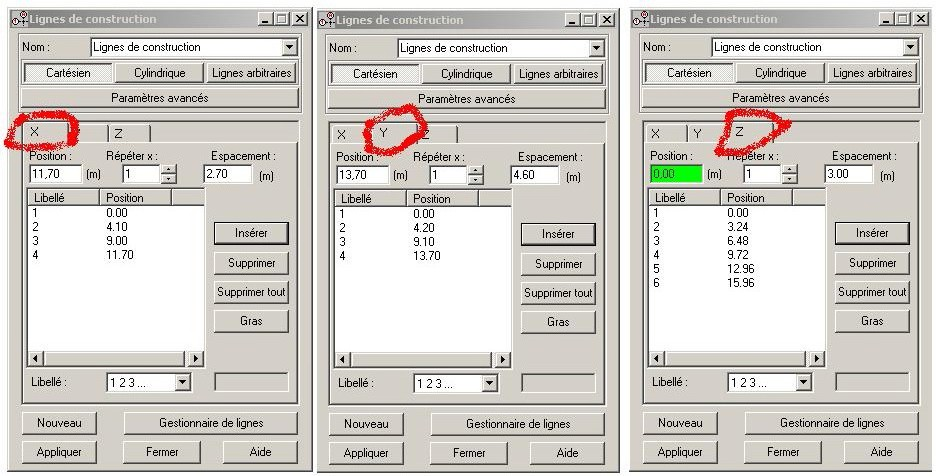 Lignes de construction
Nom : Lignes de construction
Cartésien Cylindrique Lignes arbitraires
Paramètres avancés
X Z
Position : Répéter x : Espacement :
11,70 (m) 1 2.70 (m)
Libellé Position
1 0.00
2 4.10
3 9.00
4 11.70
Insérer
Supprimer
Supprimer tout
Gras
Libellé : 1 2 3 ...
Nouveau Gestionnaire de lignes
Appliquer Fermer Aide
Lignes de construction
Nom : Lignes de construction
Cartésien Cylindrique Lignes arbitraires
Paramètres avancés
X Y Z
Position : Répéter x : Espacement :
13,70 (m) 1 4.60 (m)
Libellé Position
1 0.00
2 4.20
3 9.10
4 13.70
Insérer
Supprimer
Supprimer tout
Gras
Libellé : 1 2 3 ...
Nouveau Gestionnaire de lignes
Appliquer Fermer Aide
Lignes de construction
Nom : Lignes de construction
Cartésien Cylindrique Lignes arbitraires
Paramètres avancés
X Y Z
Position : Répéter x : Espacement :
0,00 (m) 1 3.00 (m)
Libellé Position
1 0.00
2 3.24
3 6.48
4 9.72
5 12.96
6 15.96
Insérer
Supprimer
Supprimer tout
Gras
Libellé : 1 2 3 ...
Nouveau Gestionnaire de lignes
Appliquer Fermer Aide